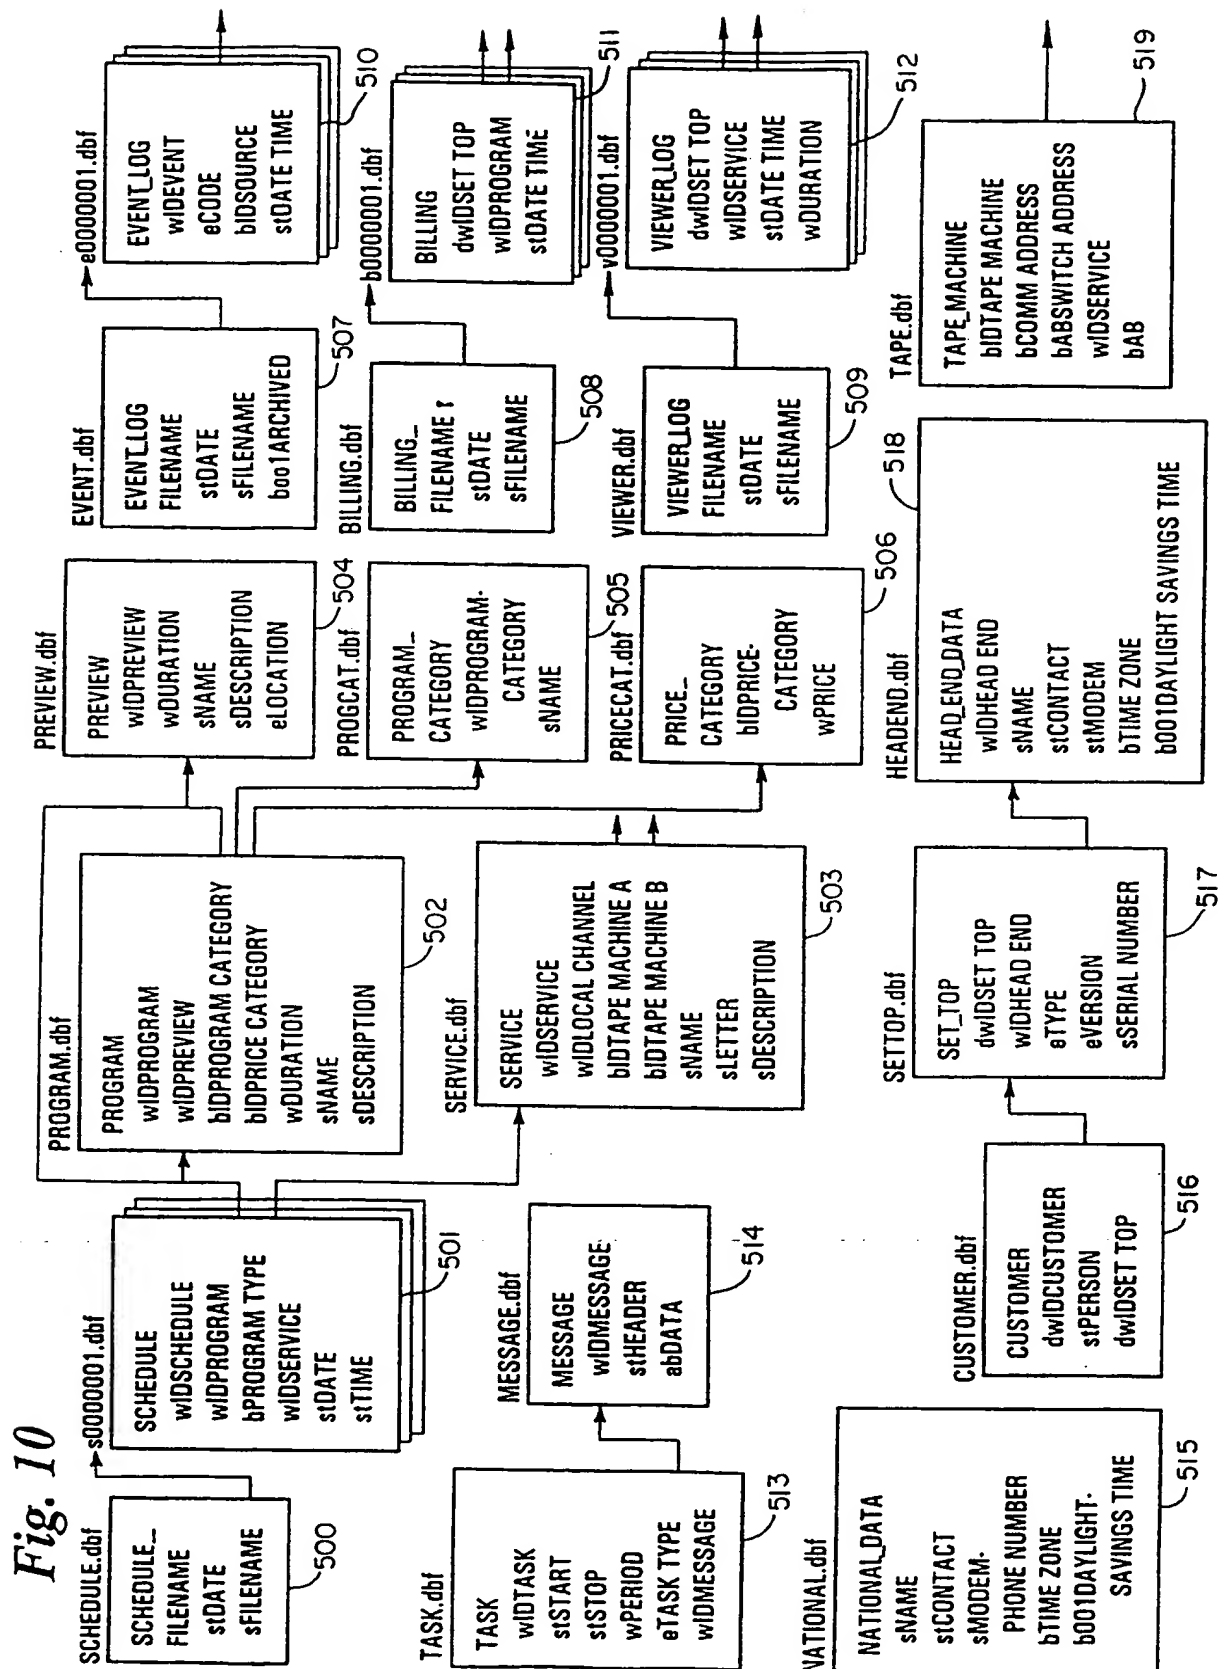 Fig. 10
SCHEDULE.dbf
SCHEDULE_
FILENAME
stDATE
sFILENAME
500
s0000001.dbf
SCHEDULE
wIDSCHEDULE
wIDPROGRAM
bPROGRAM TYPE
wIDSERVICE
stDATE
stTIME
501
PROGRAM.dbf
PROGRAM
wIDPROGRAM
wIDPREVIEW
bIDPROGRAM CATEGORY
bIDPRICE CATEGORY
wDURATION
sNAME
sDESCRIPTION
502
SERVICE.dbf
SERVICE
wIDSERVICE
wIDLOCAL CHANNEL
bIDTAPE MACHINE A
bIDTAPE MACHINE B
sNAME
sLETTER
sDESCRIPTION
503
PREVIEW.dbf
PREVIEW
wIDPREVIEW
wDURATION
sNAME
sDESCRIPTION
eLOCATION
504
PROGCAT.dbf
PROGRAM_
CATEGORY
wIDPROGRAM-
CATEGORY
sNAME
505
PRICECAT.dbf
PRICE_
CATEGORY
bIDPRICE-
CATEGORY
wPRICE
506
EVENT.dbf
EVENT_LOG
FILENAME
stDATE
sFILENAME
boo1ARCHIVED
507
BILLING.dbf
BILLING_
FILENAME
stDATE
sFILENAME
508
VIEWER.dbf
VIEWER_LOG
FILENAME
stDATE
sFILENAME
509
e000001.dbf
EVENT_LOG
wIDEVENT
eCODE
bIDSOURCE
stDATE TIME
510
b0000001.dbf
BILLING
dwIDSET TOP
wIDPROGRAM
stDATE TIME
511
v000001.dbf
VIEWER_LOG
dwIDSET TOP
wIDSERVICE
stDATE TIME
wDURATION
512
TASK.dbf
TASK
wIDTASK
stSTART
stSTOP
wPERIOD
eTASK TYPE
wIDMESSAGE
513
MESSAGE.dbf
MESSAGE
wIDMESSAGE
stHEADER
abDATA
514
NATIONAL.dbf
NATIONAL_DATA
sNAME
stCONTACT
sMODEM-
PHONE NUMBER
bTIME ZONE
b001DAYLIGHT-
SAVINGS TIME
515
CUSTOMER.dbf
CUSTOMER
dwIDCUSTOMER
stPERSON
dwIDSET TOP
516
SETTOP.dbf
SET_TOP
dwIDSET TOP
wIDHEAD END
eTYPE
eVERSION
sSERIAL NUMBER
517
HEADEND.dbf
HEAD_END_DATA
wIDHEAD END
sNAME
stCONTACT
stMODEM
bTIME ZONE
b001DAYLIGHT SAVINGS TIME
518
TAPE.dbf
TAPE_MACHINE
bIDTAPE MACHINE
bCOMM ADDRESS
bABSWITCH ADDRESS
wIDSERVICE
bAB
519